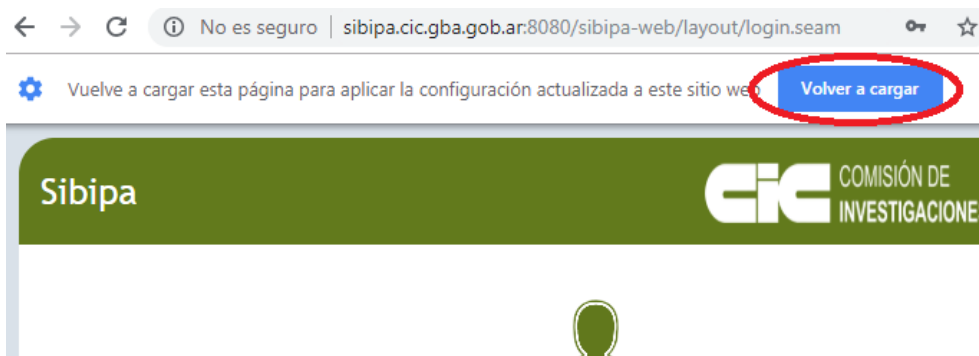 No es seguro | sibipa.cic.gba.gob.ar:8080/sibipa-web/layout/login.seam
Vuelve a cargar esta página para aplicar la configuración actualizada a este sitio web Volver a cargar
Sibipa
CIC COMISIÓN DE
INVESTIGACIONE